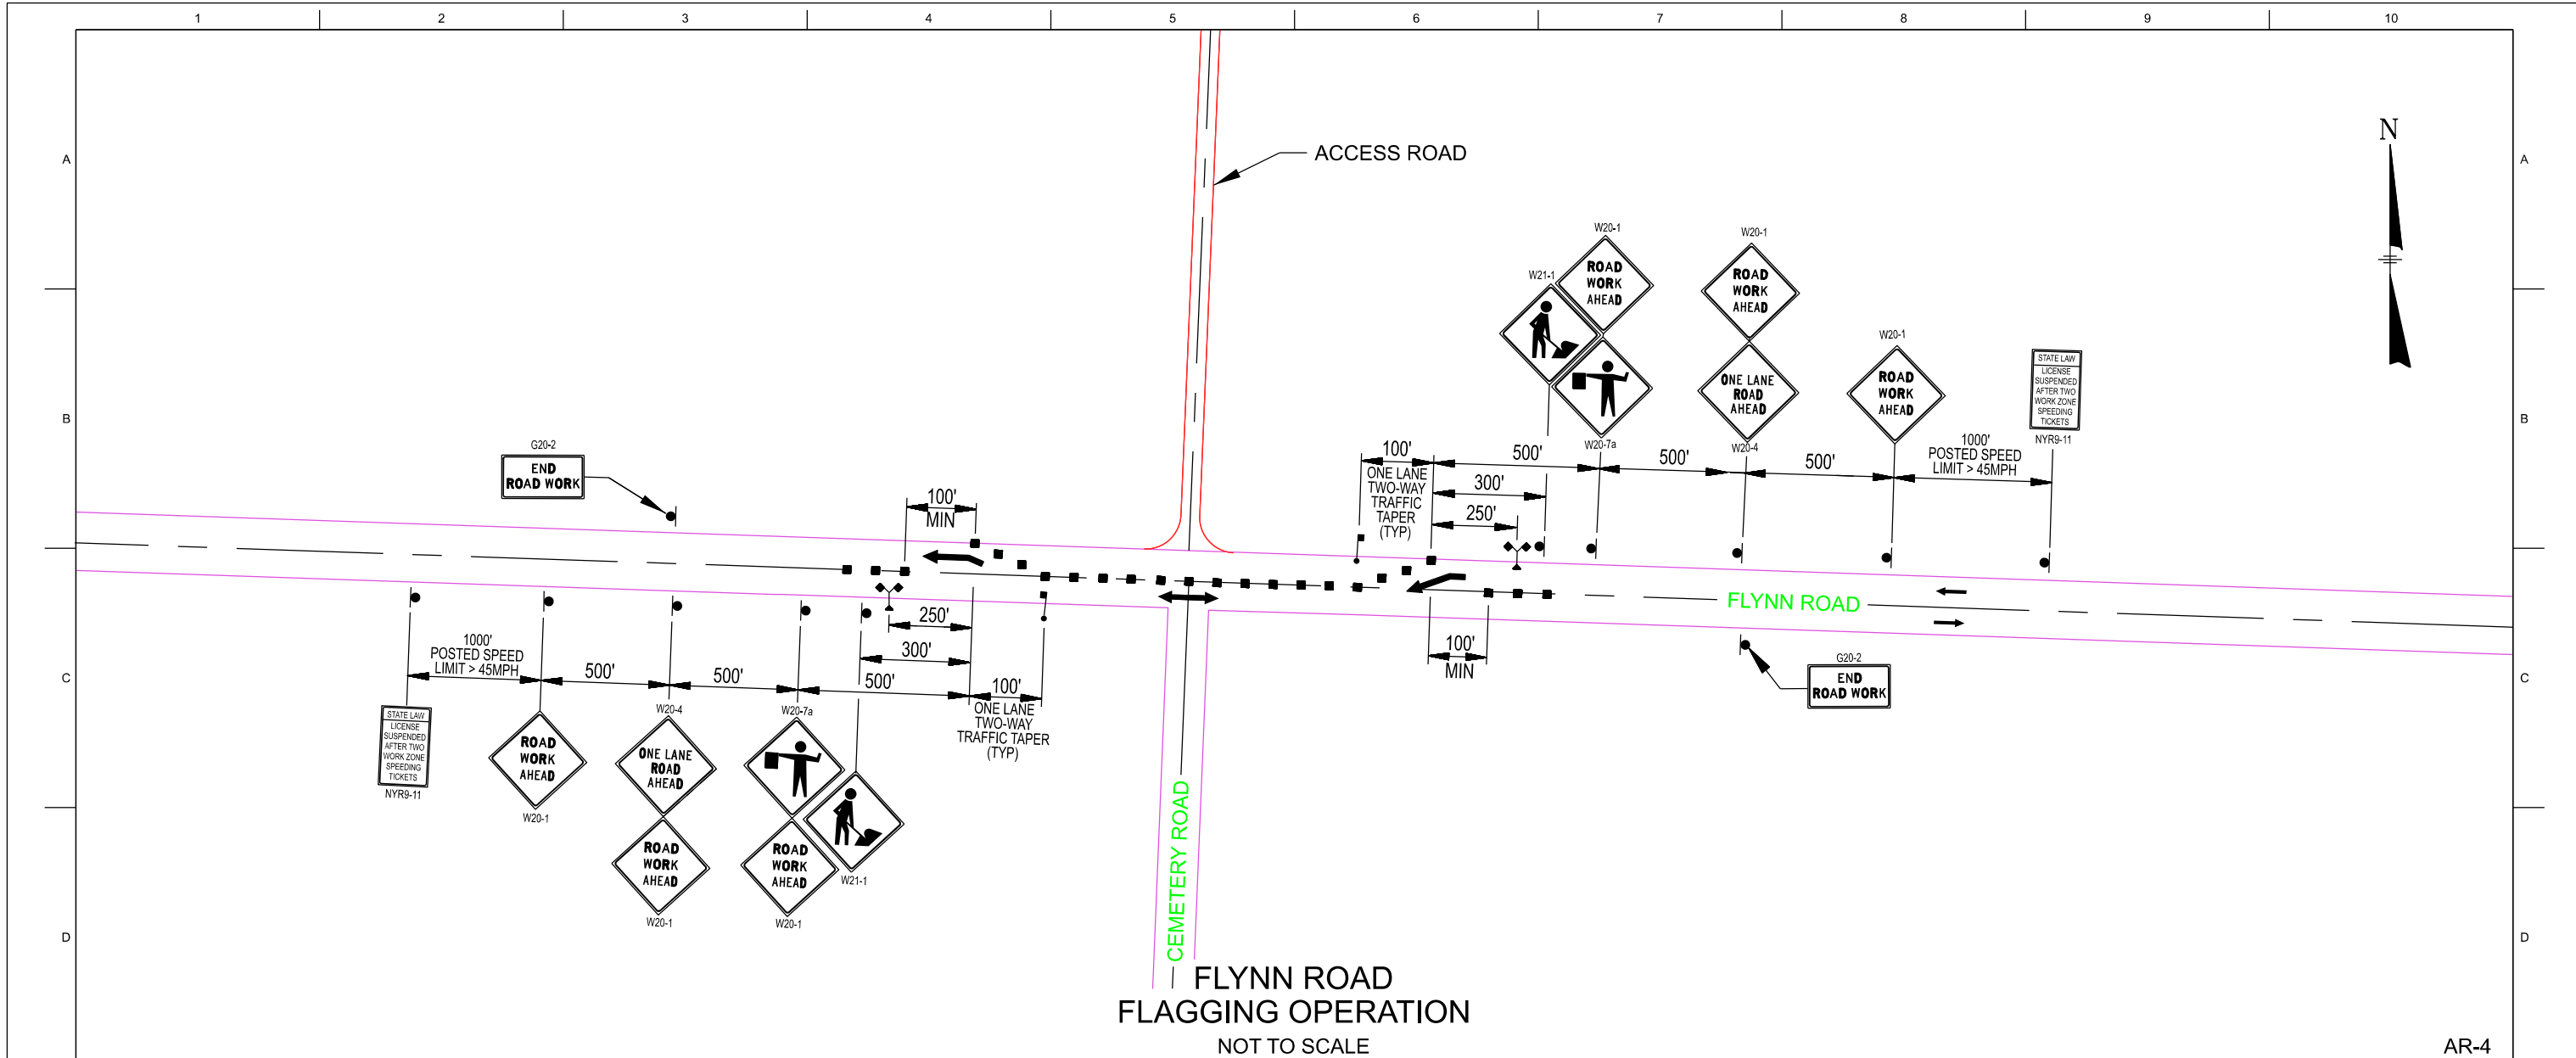 1 2 3 4 5 6 7 8 9 10
A
A
B
B
C
C
D
D
ACCESS ROAD
N
W20-1
ROAD
WORK
AHEAD
W21-1
W20-7a
W20-1
ROAD
WORK
AHEAD
ONE LANE
ROAD
AHEAD
W20-4
W20-1
ROAD
WORK
AHEAD
STATE LAW
LICENSE
SUSPENDED
AFTER TWO
WORK ZONE
SPEEDING
TICKETS
NYR9-11
G20-2
END
ROAD WORK
100'
MIN
100'
ONE LANE
TWO-WAY
TRAFFIC
TAPER
(TYP)
500'
300'
250'
500'
500'
1000'
POSTED SPEED
LIMIT > 45MPH
FLYNN ROAD
100'
MIN
G20-2
END
ROAD WORK
1000'
POSTED SPEED
LIMIT > 45MPH
500'
500'
250'
300'
500'
100'
ONE LANE
TWO-WAY
TRAFFIC TAPER
(TYP)
STATE LAW
LICENSE
SUSPENDED
AFTER TWO
WORK ZONE
SPEEDING
TICKETS
NYR9-11
ROAD
WORK
AHEAD
W20-1
W20-4
ONE LANE
ROAD
AHEAD
ROAD
WORK
AHEAD
W20-1
W20-7a
ROAD
WORK
AHEAD
W20-1
W21-1
CEMETERY ROAD
FLYNN ROAD
FLAGGING OPERATION
NOT TO SCALE
AR-4